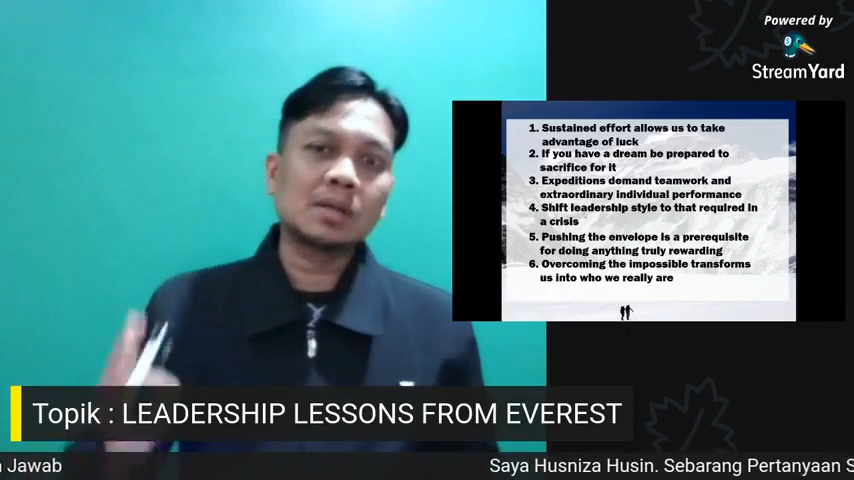 Powered by
StreamYard
1. Sustained effort allows us to take
advantage of luck
2. If you have a dream be prepared to
sacrifice for it
3. Expeditions demand teamwork and
extraordinary individual performance
4. Shift leadership style to that required in
a crisis
5. Pushing the envelope is a prerequisite
for doing anything truly rewarding
6. Overcoming the impossible transforms
us into who we really are
Topik : LEADERSHIP LESSONS FROM EVEREST
Jawab
Saya Husniza Husin. Sebarang Pertanyaan